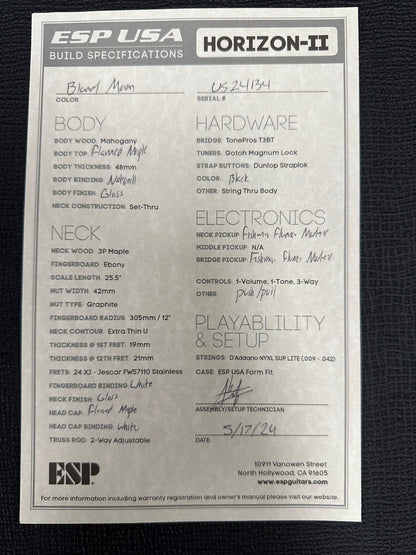 ESP USA
BUILD SPECIFICATIONS
HORIZON-II
Blood Moon
COLOR
US24134
SERIAL #
BODY
BODY WOOD: Mahogany
BODY TOP: Flamed Maple
BODY THICKNESS: 48mm
BODY BINDING: Natural
BODY FINISH: Gloss
NECK CONSTRUCTION: Set-Thru
NECK
NECK WOOD: 3P Maple
FINGERBOARD: Ebony
SCALE LENGTH: 25.5"
NUT WIDTH: 42mm
NUT TYPE: Graphite
FINGERBOARD RADIUS: 305mm / 12"
NECK CONTOUR: Extra Thin U
THICKNESS @ 1ST FRET: 19mm
THICKNESS @ 12TH FRET: 21mm
FRETS: 24 XJ - Jescar FW57110 Stainless
FINGERBOARD BINDING: White
NECK FINISH: Gloss
HEAD CAP: Flamed Maple
HEAD CAP BINDING: White
TRUSS ROD: 2-Way Adjustable
HARDWARE
BRIDGE: TonePros T3BT
TUNERS: Gotoh Magnum Lock
STRAP BUTTONS: Dunlop Straplok
COLOR: Black
OTHER: String Thru Body
ELECTRONICS
NECK PICKUP: Fishman
MIDDLE PICKUP: N/A
BRIDGE PICKUP: Fishman
CONTROLS: 1-Volume, 1-Tone, 3-Way
OTHER: push/pull
PLAYABLILITY
& SETUP
STRINGS: D'Addario NYXL SUP LITE (.009 - .042)
CASE: ESP USA Form Fit
ASSEMBLY/SETUP TECHNICIAN
5/17/24
DATE:
ESP
10911 Vanowen Street
North Hollywood, CA 91605
www.espguitars.com
For more information including warranty registration and owner's manual please visit our website.